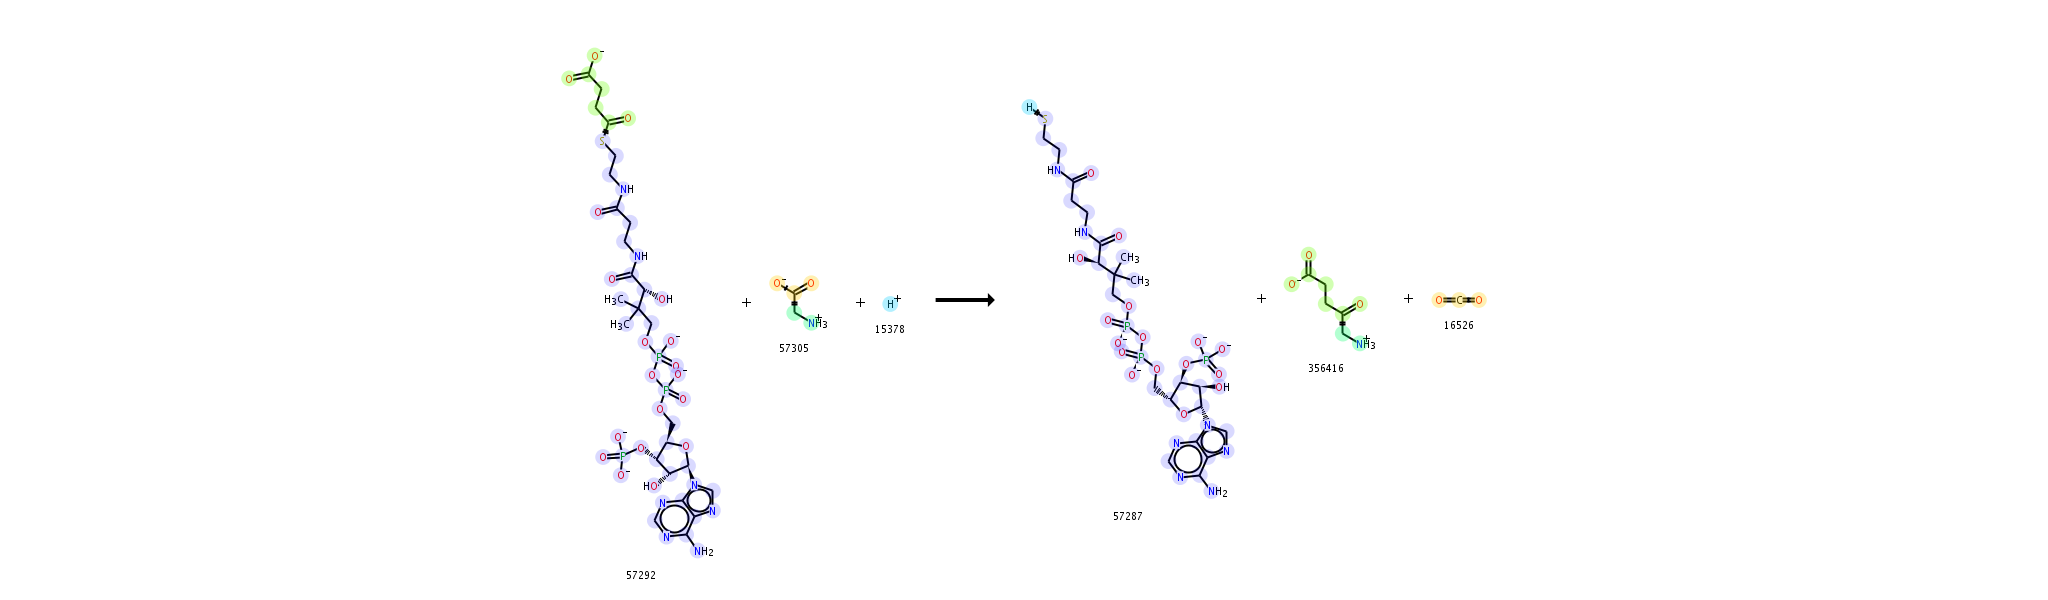 O-
O
O
S
NH
O
NH
O
OH
H3C
H3C
O
O-
P
O
O
O-
P
O
O
O-
O
P
O
O-
O
HO
N
N
N
N
NH2
57292
+
O-
O
NH3+
57305
+
H+
15378
H
S
HN
O
HN
O
HO
CH3
CH3
O
O
P
O-
O
O
P
O-
O
O-
O-
O
P
O
OH
O
N
N
N
N
NH2
57287
+
O
O-
O
NH3+
356416
+
O C O
16526